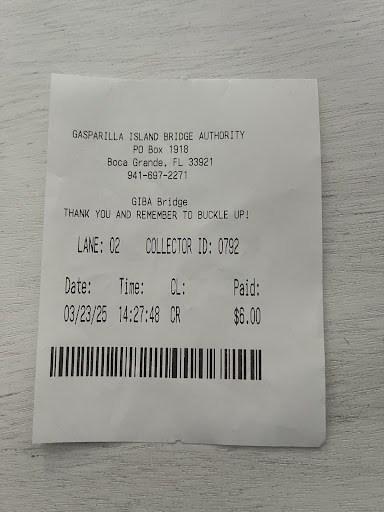 GASPARILLA ISLAND BRIDGE AUTHORITY
PO Box 1918
Boca Grande, FL 33921
941-697-2271
GIBA Bridge
THANK YOU AND REMEMBER TO BUCKLE UP!
LANE: 02 COLLECTOR ID: 0792
Date: Time: CL: Paid:
03/23/25 14:27:48 CR $6.00